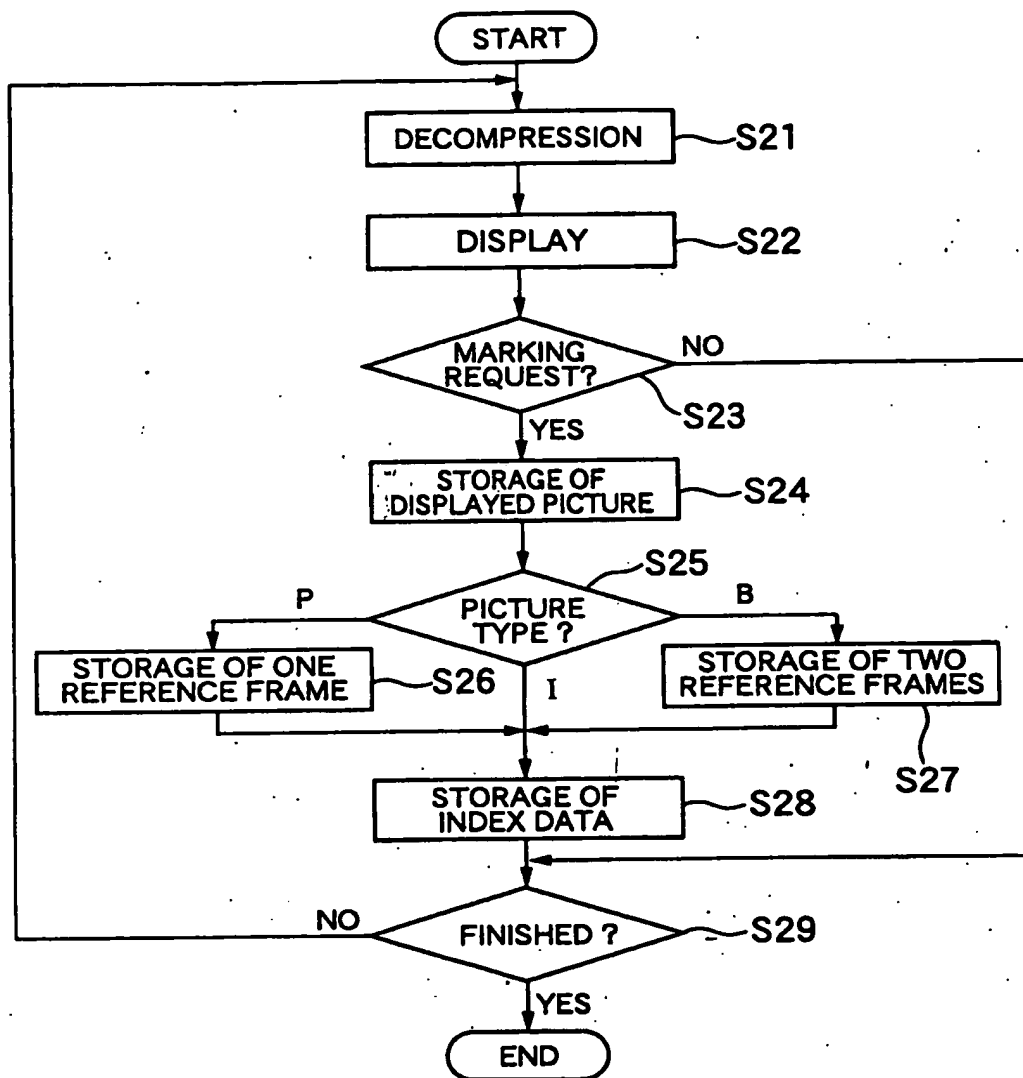 START
DECOMPRESSION
S21
DISPLAY
S22
MARKING
REQUEST?
NO
S23
YES
STORAGE OF
DISPLAYED PICTURE
S24
S25
PICTURE
TYPE ?
P
B
I
STORAGE OF ONE
REFERENCE FRAME
S26
STORAGE OF TWO
REFERENCE FRAMES
S27
STORAGE OF
INDEX DATA
S28
FINISHED ?
NO
S29
YES
END